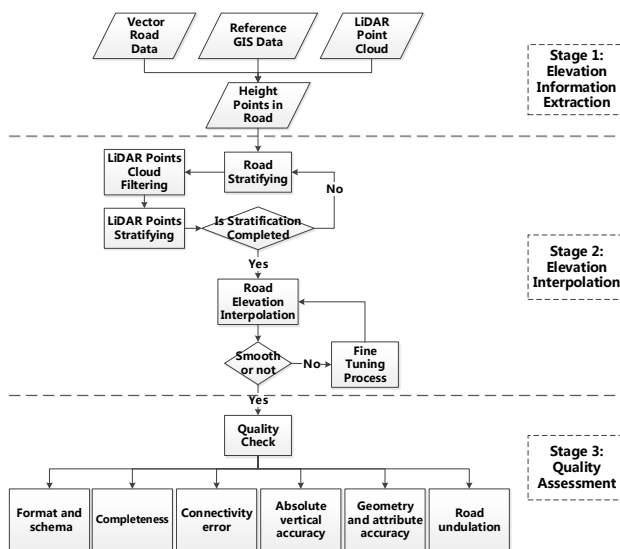 Vector
Road
Data
Reference
GIS Data
LiDAR
Point
Cloud
Height
Points in
Road
Stage 1:
Elevation
Information
Extraction
LiDAR Points
Cloud
Filtering
Road
Stratifying
No
LiDAR Points
Stratifying
Is Stratification
Completed
Yes
Road
Elevation
Interpolation
Smooth
or not
No
Fine
Tuning
Process
Stage 2:
Elevation
Interpolation
Yes
Quality
Check
Stage 3:
Quality
Assessment
Format and
schema
Completeness
Connectivity
error
Absolute
vertical
accuracy
Geometry
and attribute
accuracy
Road
undulation